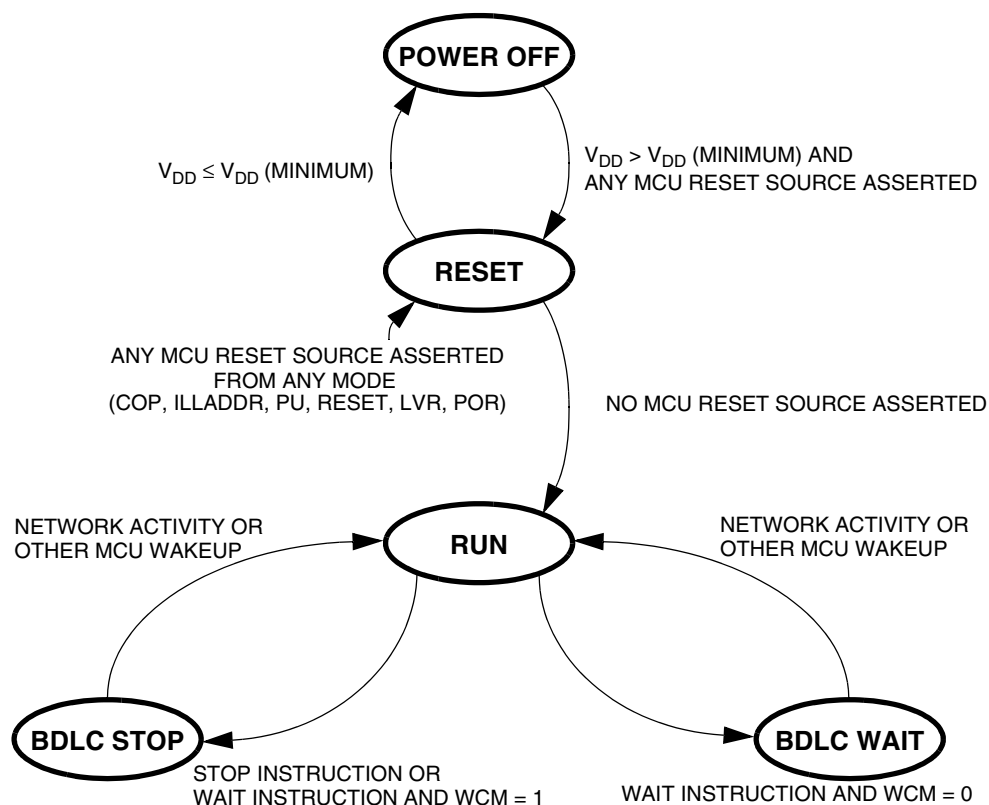 POWER OFF
V_DD ≤ V_DD (MINIMUM)
V_DD > V_DD (MINIMUM) AND
ANY MCU RESET SOURCE ASSERTED
RESET
ANY MCU RESET SOURCE ASSERTED
FROM ANY MODE
(COP, ILLADDR, PU, RESET, LVR, POR)
NO MCU RESET SOURCE ASSERTED
NETWORK ACTIVITY OR
OTHER MCU WAKEUP
RUN
NETWORK ACTIVITY OR
OTHER MCU WAKEUP
BDLC STOP
BDLC WAIT
STOP INSTRUCTION OR
WAIT INSTRUCTION AND WCM = 1
WAIT INSTRUCTION AND WCM = 0